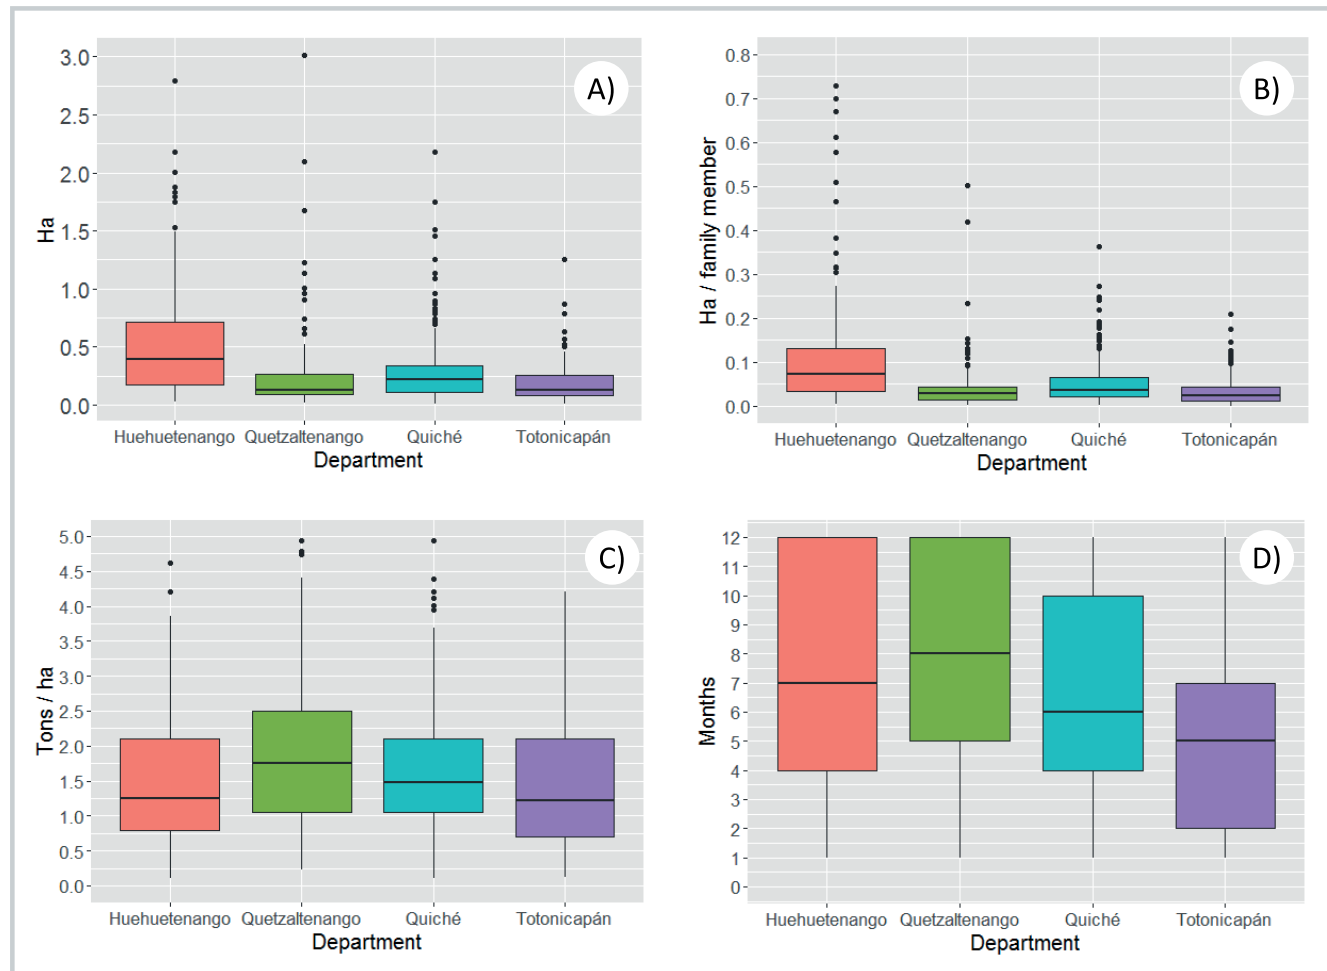 A)
Ha
3.0
2.5
2.0
1.5
1.0
0.5
0.0
Huehuetenango Quetzaltenango Quiché Totonicapán
Department
B)
Ha / family member
0.8
0.7
0.6
0.5
0.4
0.3
0.2
0.1
0.0
Huehuetenango Quetzaltenango Quiché Totonicapán
Department
C)
Tons / ha
5.0
4.5
4.0
3.5
3.0
2.5
2.0
1.5
1.0
0.5
0.0
Huehuetenango Quetzaltenango Quiché Totonicapán
Department
D)
Months
12
11
10
9
8
7
6
5
4
3
2
1
0
Huehuetenango Quetzaltenango Quiché Totonicapán
Department